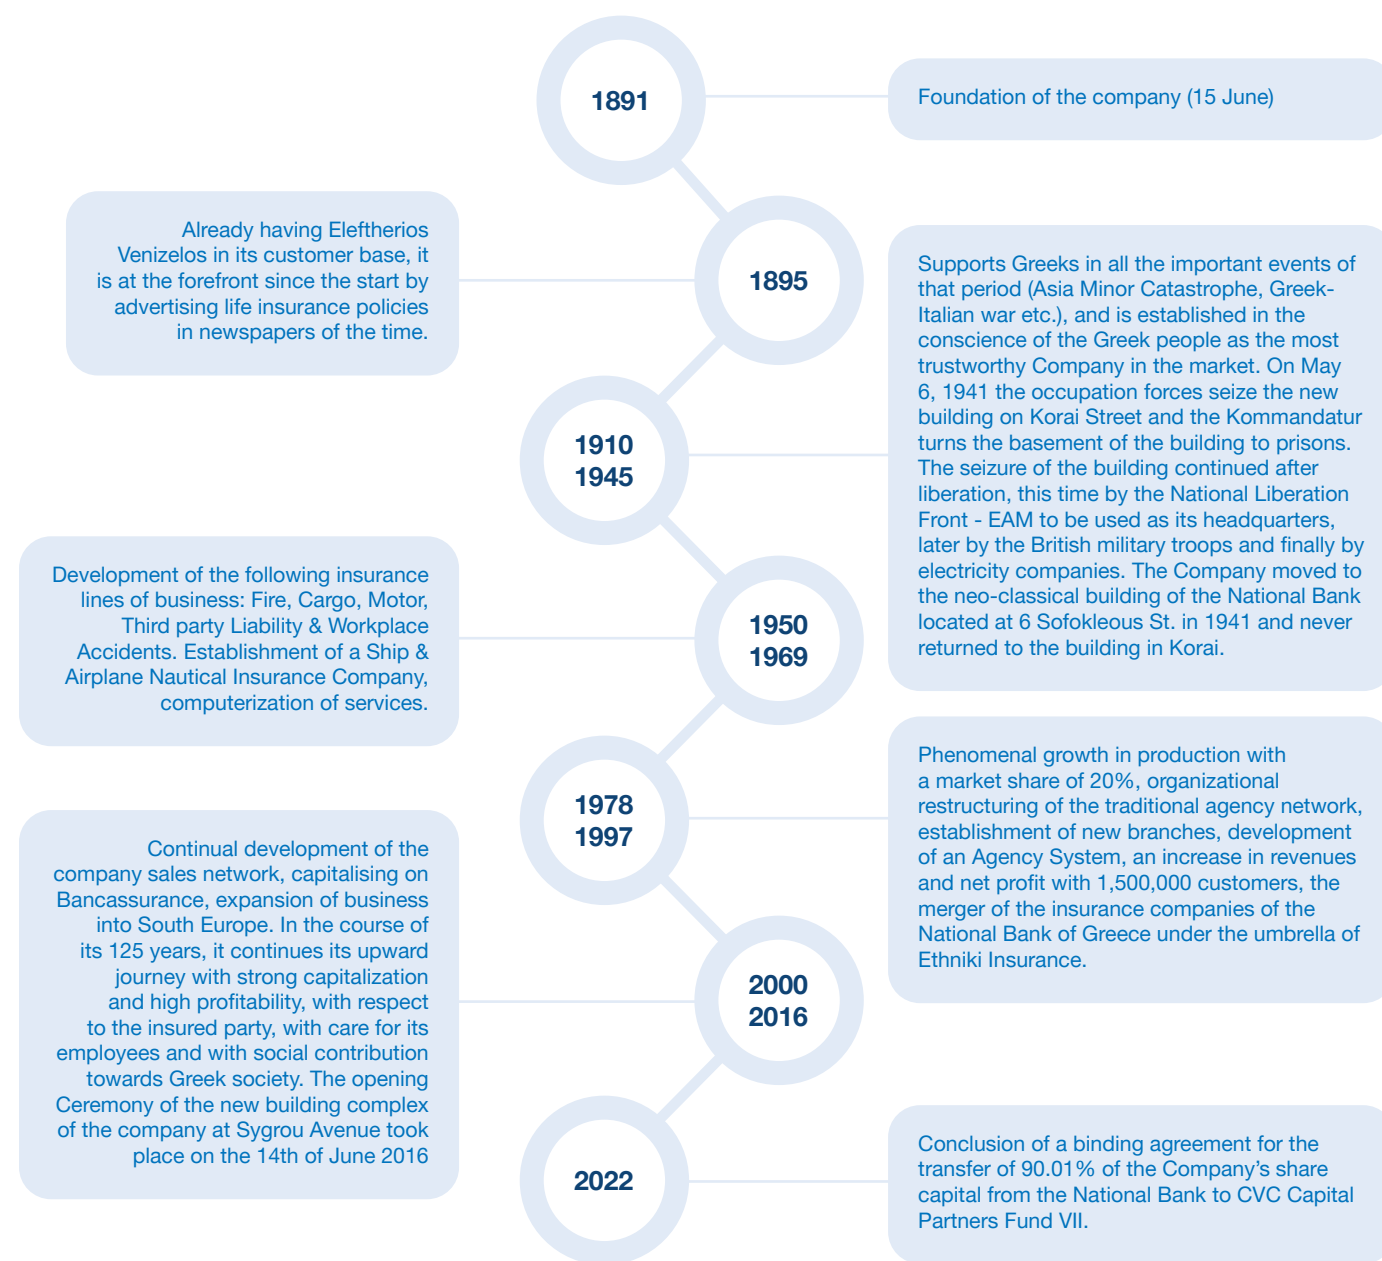 1891
Foundation of the company (15 June)
1895
Already having Eleftherios
Venizelos in its customer base, it
is at the forefront since the start by
advertising life insurance policies
in newspapers of the time.
1910
1945
Supports Greeks in all the important events of
that period (Asia Minor Catastrophe, Greek-
Italian war etc.), and is established in the
conscience of the Greek people as the most
trustworthy Company in the market. On May
6, 1941 the occupation forces seize the new
building on Korai Street and the Kommandatur
turns the basement of the building to prisons.
The seizure of the building continued after
liberation, this time by the National Liberation
Front - EAM to be used as its headquarters,
later by the British military troops and finally by
electricity companies. The Company moved to
the neo-classical building of the National Bank
located at 6 Sofokleous St. in 1941 and never
returned to the building in Korai.
1950
1969
Development of the following insurance
lines of business: Fire, Cargo, Motor,
Third party Liability & Workplace
Accidents. Establishment of a Ship &
Airplane Nautical Insurance Company,
computerization of services.
1978
1997
Phenomenal growth in production with
a market share of 20%, organizational
restructuring of the traditional agency network,
establishment of new branches, development
of an Agency System, an increase in revenues
and net profit with 1,500,000 customers, the
merger of the insurance companies of the
National Bank of Greece under the umbrella of
Ethniki Insurance.
2000
2016
Continual development of the
company sales network, capitalising on
Bancassurance, expansion of business
into South Europe. In the course of
its 125 years, it continues its upward
journey with strong capitalization
and high profitability, with respect
to the insured party, with care for its
employees and with social contribution
towards Greek society. The opening
Ceremony of the new building complex
of the company at Sygrou Avenue took
place on the 14th of June 2016
2022
Conclusion of a binding agreement for the
transfer of 90.01% of the Company's share
capital from the National Bank to CVC Capital
Partners Fund VII.